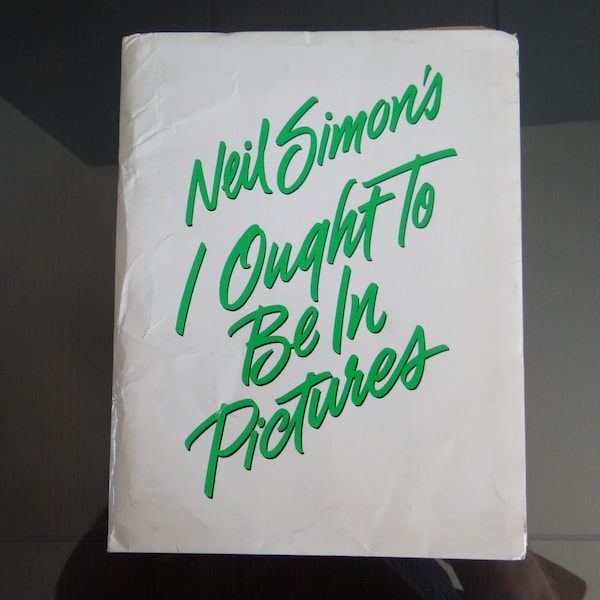 Neil Simon's
I Ought To
Be In
Pictures